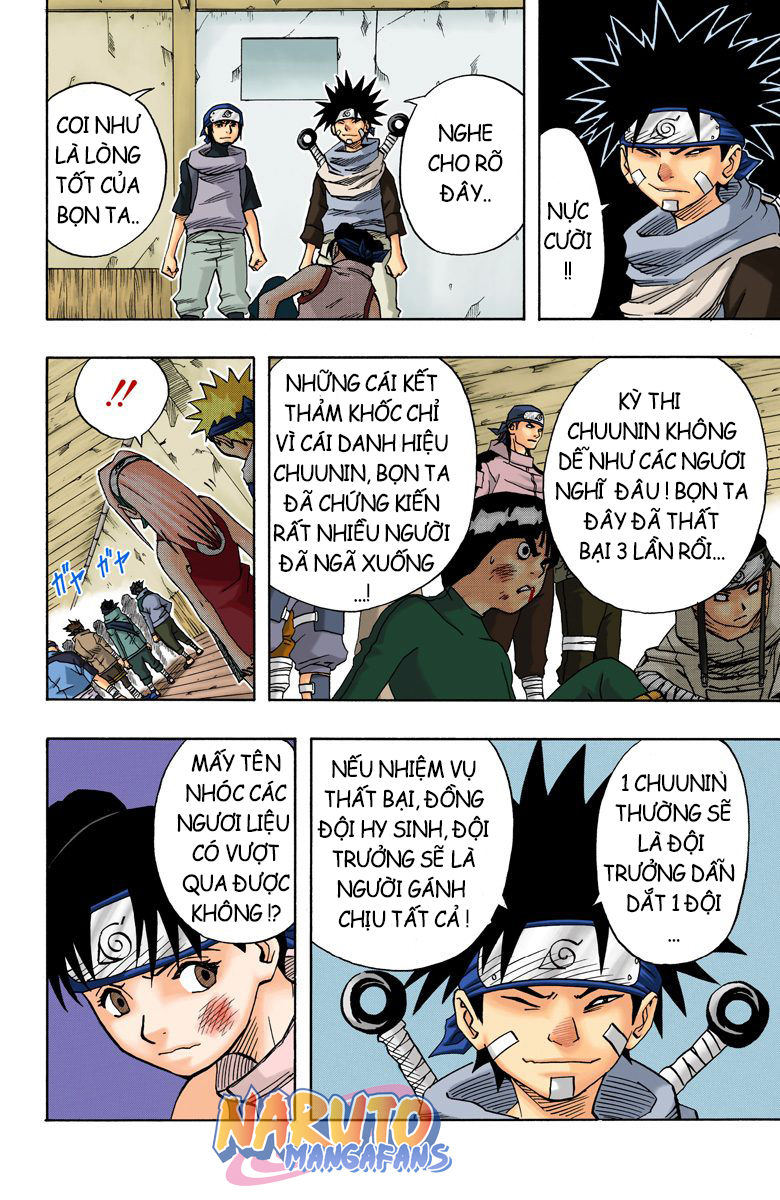 NỰC
CƯỜI
!!
NGHE
CHO RÕ
ĐÂY..
COI NHƯ
LÀ LÒNG
TỐT CỦA
BỌN TA..
KỲ THI
CHUUNIN KHÔNG
DỄ NHƯ CÁC NGƯƠI
NGHĨ ĐÂU ! BỌN TA
ĐÂY ĐÃ THẤT
BẠI 3 LẦN RỒI...
NHỮNG CÁI KẾT
THẢM KHỐC CHỈ
VÌ CÁI DANH HIỆU
CHUUNIN, BỌN TA
ĐÃ CHỨNG KIẾN
RẤT NHIỀU NGƯỜI
ĐÃ NGÃ XUỐNG
...!
!!
ガヤ ガヤ
1 CHUUNIN
THƯỜNG SẼ
LÀ ĐỘI
TRƯỞNG DẪN
DẮT 1 ĐỘI
...
NẾU NHIỆM VỤ
THẤT BẠI, ĐỒNG
ĐỘI HY SINH, ĐỘI
TRƯỞNG SẼ LÀ
NGƯỜI GÁNH
CHỊU TẤT CẢ !
MẤY TÊN
NHÓC CÁC
NGƯƠI LIỆU
CÓ VƯỢT
QUA ĐƯỢC
KHÔNG !?
NARUTO
MANGAFANS